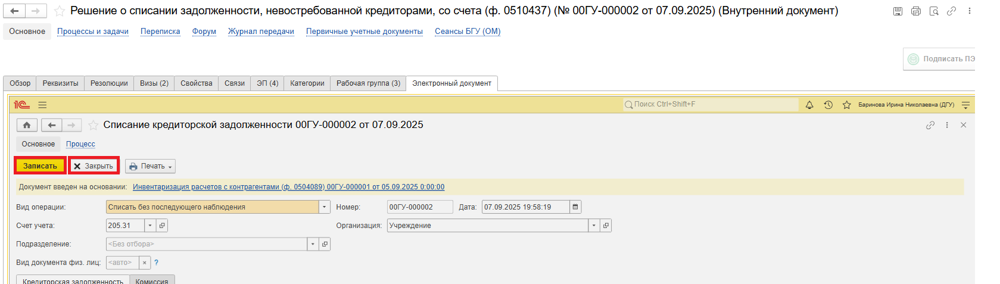 Решение о списании задолженности, невостребованной кредиторами, со счета (ф. 0510437) (№ 00ГУ-000002 от 07.09.2025) (Внутренний документ)
Основное Процессы и задачи Переписка Форум Журнал передачи Первичные учетные документы Сеансы БГУ (ОМ)
Подписать ПЭ
Обзор Реквизиты Резолюции Визы (2) Свойства Связи ЭП (4) Категории Рабочая группа (3) Электронный документ
1С Поиск Ctrl+Shift+F Баринова Ирина Николаевна (ДГУ)
Списание кредиторской задолженности 00ГУ-000002 от 07.09.2025
Основное Процесс
Записать Закрыть Печать
Документ введен на основании: Инвентаризация расчетов с контрагентами (ф. 0504089) 00ГУ-000001 от 05.09.2025 0:00:00
Вид операции: Списать без последующего наблюдения Номер: 00ГУ-000002 Дата: 07.09.2025 19:58:19
Счет учета: 205.31 Организация: Учреждение
Подразделение: <Без отбора>
Вид документа физ. лиц: <авто> × ?
Кредиторская задолженность Комиссия